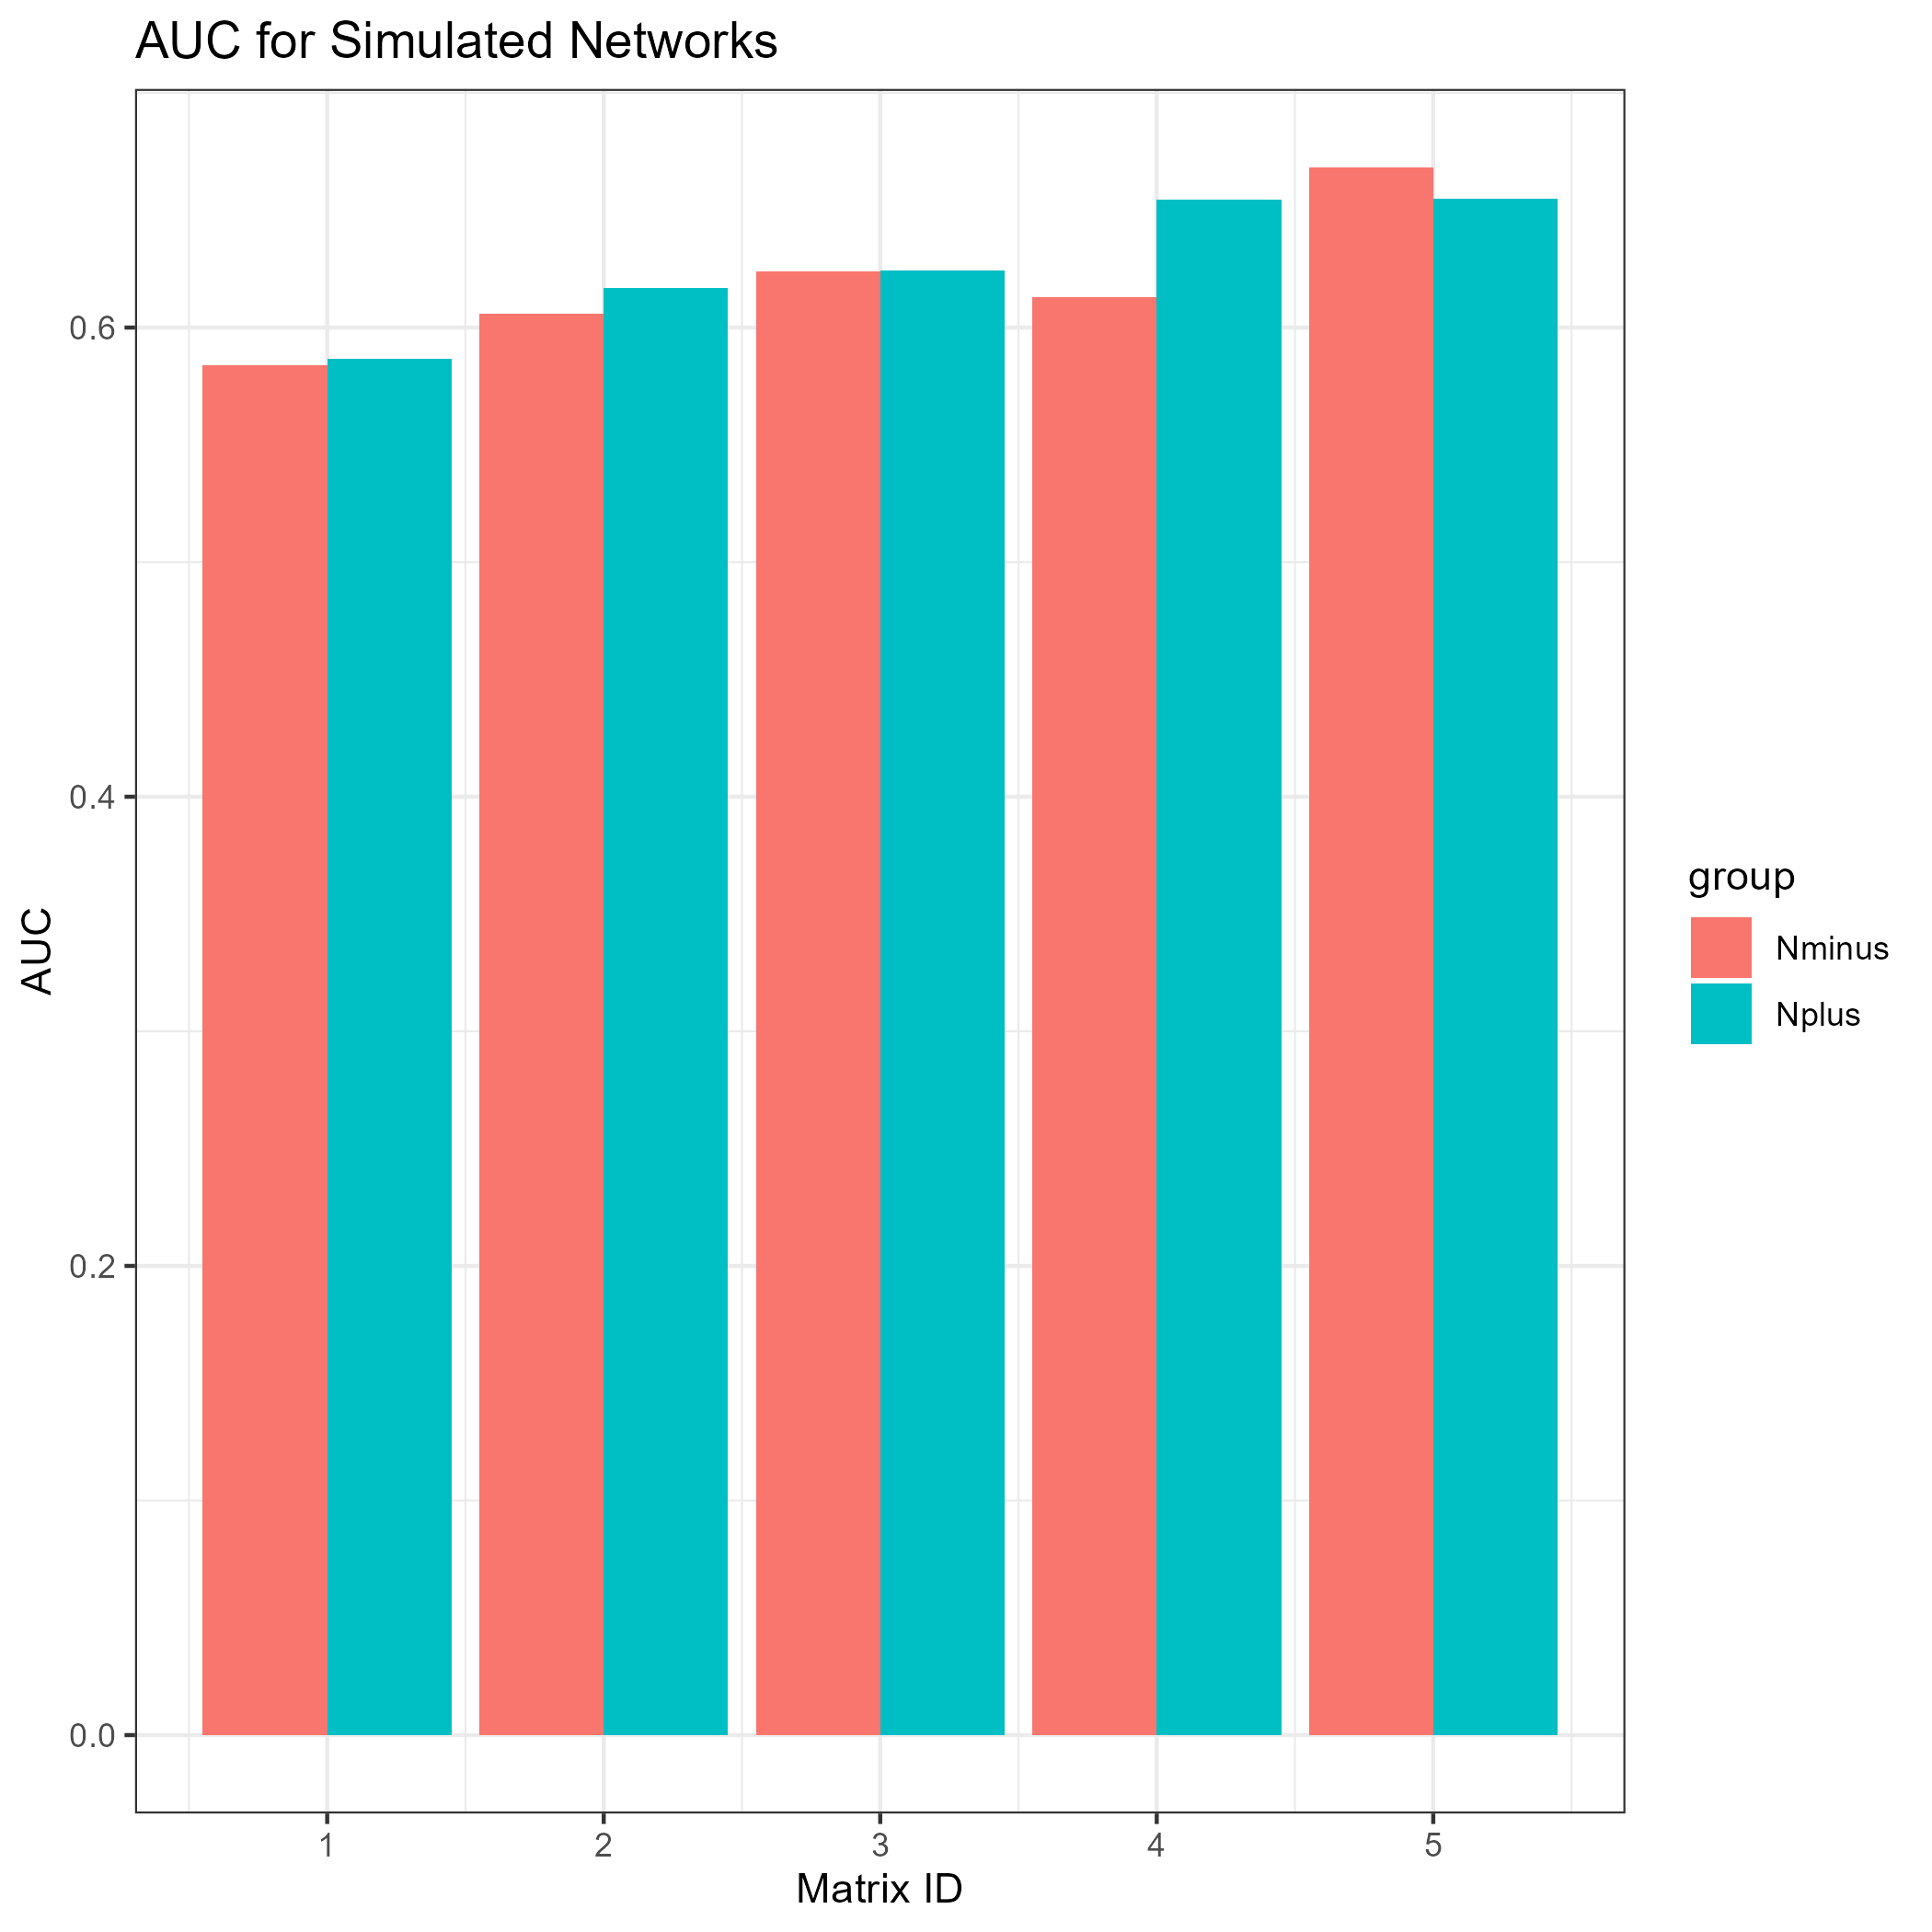 AUC for Simulated Networks
AUC
0.6
0.4
0.2
0.0
1 2 3 4 5
Matrix ID
group
Nminus
Nplus